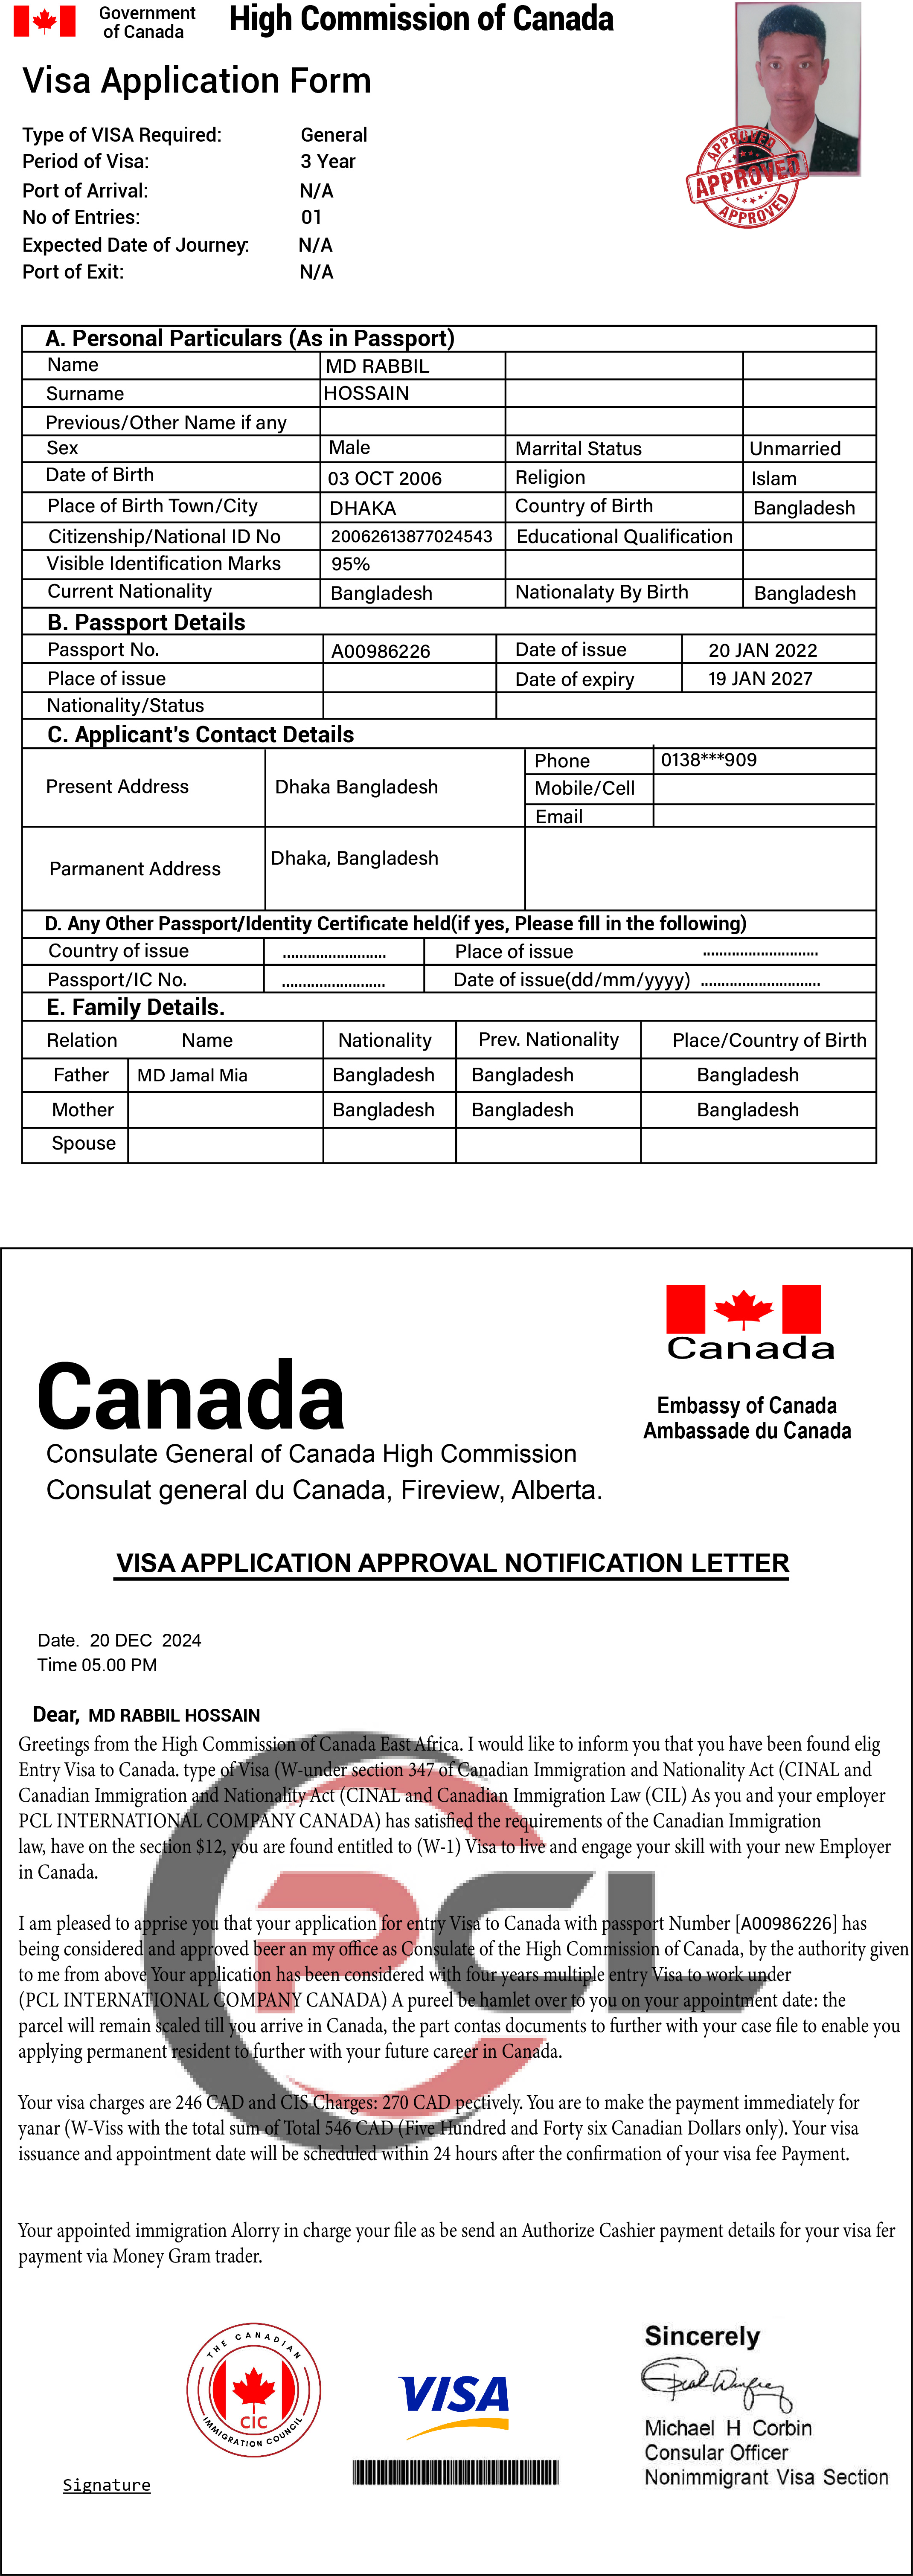 Government
of Canada
High Commission of Canada
Visa Application Form
Type of VISA Required: General
Period of Visa: 3 Year
Port of Arrival: N/A
No of Entries: 01
Expected Date of Journey: N/A
Port of Exit: N/A
APPROVED
APPROVED
APPROVED
A. Personal Particulars (As in Passport)
Name MD RABBIL
Surname HOSSAIN
Previous/Other Name if any
Sex Male Marrital Status Unmarried
Date of Birth 03 OCT 2006 Religion Islam
Place of Birth Town/City DHAKA Country of Birth Bangladesh
Citizenship/National ID No 20062613877024543 Educational Qualification
Visible Identification Marks 95%
Current Nationality Bangladesh Nationalaty By Birth Bangladesh
B. Passport Details
Passport No. A00986226 Date of issue 20 JAN 2022
Place of issue Date of expiry 19 JAN 2027
Nationality/Status
C. Applicant's Contact Details
Present Address Dhaka Bangladesh Phone 0138***909
Mobile/Cell
Email
Parmanent Address Dhaka, Bangladesh
D. Any Other Passport/Identity Certificate held(if yes, Please fill in the following)
Country of issue ......................... Place of issue ............................
Passport/IC No. ......................... Date of issue(dd/mm/yyyy) .............................
E. Family Details.
Relation Name Nationality Prev. Nationality Place/Country of Birth
Father MD Jamal Mia Bangladesh Bangladesh Bangladesh
Mother Bangladesh Bangladesh Bangladesh
Spouse
Canada
Embassy of Canada
Ambassade du Canada
Canada
Consulate General of Canada High Commission
Consulat general du Canada, Fireview, Alberta.
VISA APPLICATION APPROVAL NOTIFICATION LETTER
Date. 20 DEC 2024
Time 05.00 PM
Dear, MD RABBIL HOSSAIN
Greetings from the High Commission of Canada East Africa. I would like to inform you that you have been found elig
Entry Visa to Canada. type of Visa (W-under section 347 of Canadian Immigration and Nationality Act (CINAL and
Canadian Immigration and Nationality Act (CINAL and Canadian Immigration Law (CIL) As you and your employer
PCL INTERNATIONAL COMPANY CANADA) has satisfied the requirements of the Canadian Immigration
law, have on the section $12, you are found entitled to (W-1) Visa to live and engage your skill with your new Employer
in Canada.
I am pleased to apprise you that your application for entry Visa to Canada with passport Number [A00986226] has
being considered and approved beer an my office as Consulate of the High Commission of Canada, by the authority given
to me from above Your application has been considered with four years multiple entry Visa to work under
(PCL INTERNATIONAL COMPANY CANADA) A pureel be hamlet over to you on your appointment date: the
parcel will remain scaled till you arrive in Canada, the part contas documents to further with your case file to enable you
applying permanent resident to further with your future career in Canada.
Your visa charges are 246 CAD and CIS Charges: 270 CAD pectively. You are to make the payment immediately for
yanar (W-Viss with the total sum of Total 546 CAD (Five Hundred and Forty six Canadian Dollars only). Your visa
issuance and appointment date will be scheduled within 24 hours after the confirmation of your visa fee Payment.
Your appointed immigration Alorry in charge your file as be send an Authorize Cashier payment details for your visa fer
payment via Money Gram trader.
PCL
THE CANADIAN
CIC
IMMIGRATION COUNCIL
VISA
Sincerely
Michael H Corbin
Consular Officer
Nonimmigrant Visa Section
Signature